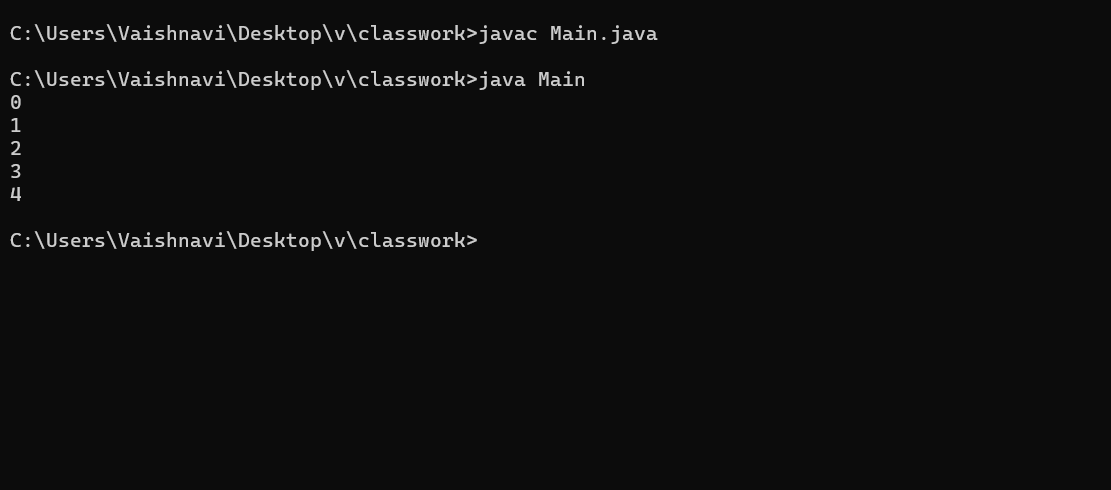 C:\Users\Vaishnavi\Desktop\v\classwork>javac Main.java
C:\Users\Vaishnavi\Desktop\v\classwork>java Main
0
1
2
3
4
C:\Users\Vaishnavi\Desktop\v\classwork>